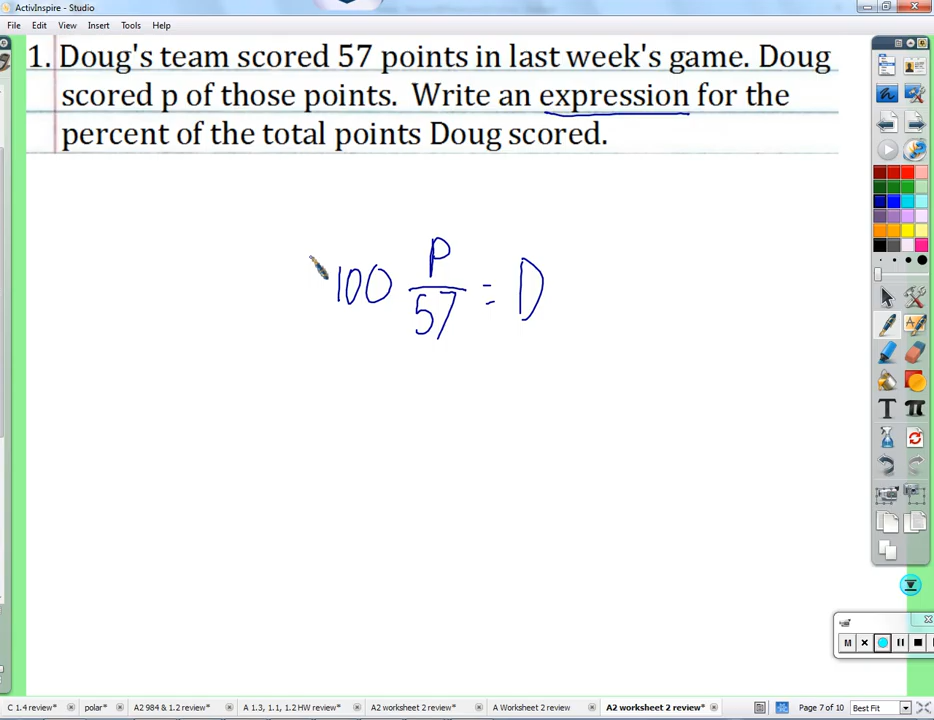 ActivInspire - Studio
File Edit View Insert Tools Help
1. Doug's team scored 57 points in last week's game. Doug
scored p of those points. Write an expression for the
percent of the total points Doug scored.
100 P/57 = D
M
C 1.4 review* polar* A2 984 & 1.2 review* A 1.3, 1.1, 1.2 HW review* A2 worksheet 2 review* A Worksheet 2 review A2 worksheet 2 review* Page 7 of 10 Best Fit